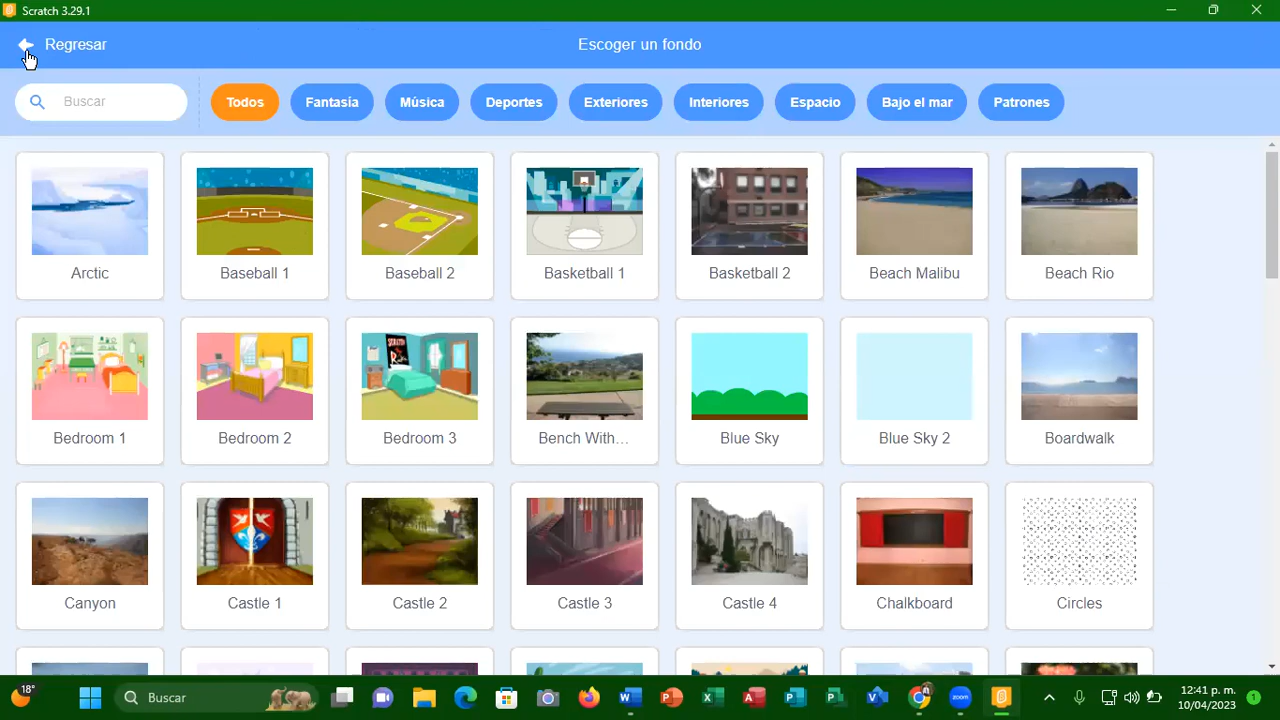 Scratch 3.29.1
Regresar
Escoger un fondo
Buscar
Todos
Fantasía
Música
Deportes
Exteriores
Interiores
Espacio
Bajo el mar
Patrones
Arctic
Baseball 1
Baseball 2
Basketball 1
Basketball 2
Beach Malibu
Beach Rio
Bedroom 1
Bedroom 2
Bedroom 3
Bench With...
Blue Sky
Blue Sky 2
Boardwalk
Canyon
Castle 1
Castle 2
Castle 3
Castle 4
Chalkboard
Circles
18°
Buscar
12:41 p. m.
10/04/2023
1